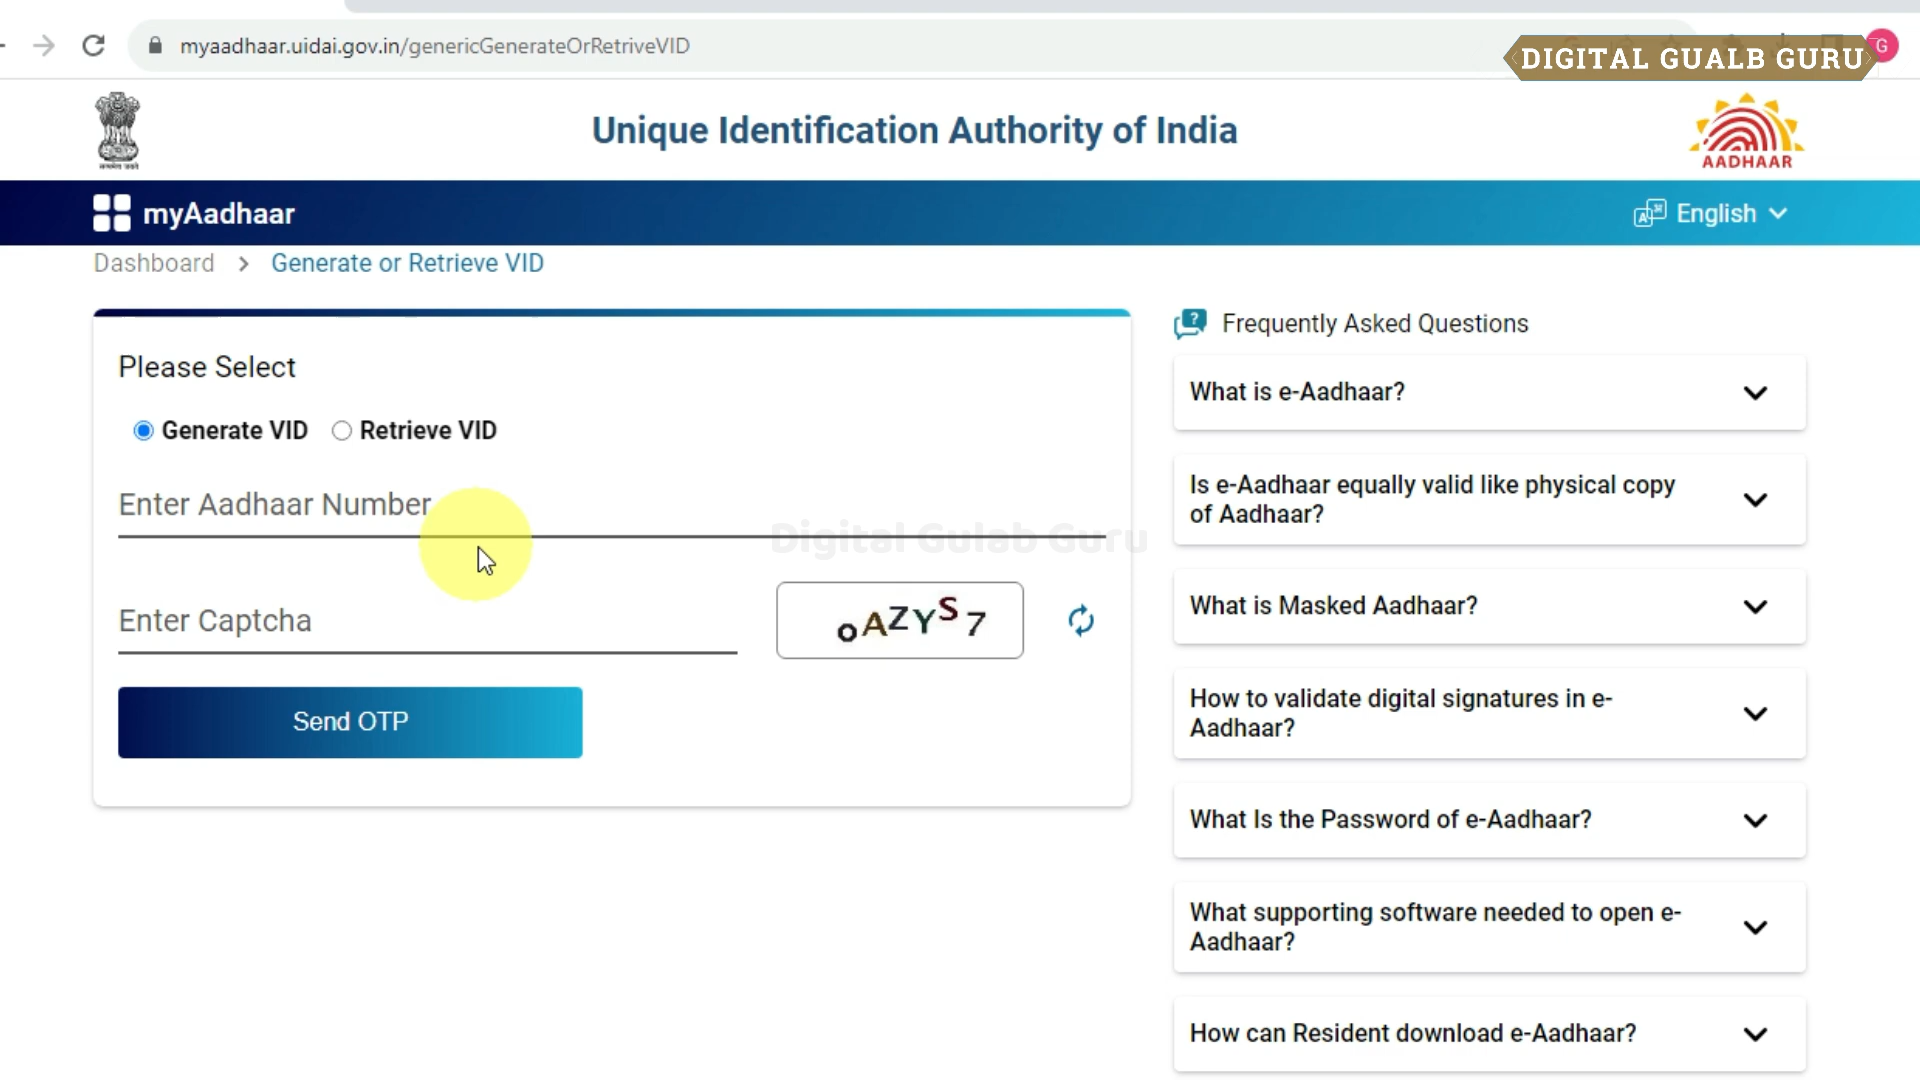 myaadhaar.uidai.gov.in/genericGenerateOrRetriveVID
DIGITAL GUALB GURU
G
Unique Identification Authority of India
AADHAAR
myAadhaar
English
Dashboard > Generate or Retrieve VID
Please Select
Generate VID
Retrieve VID
Enter Aadhaar Number
Digital Gulab Guru
Enter Captcha
oAZYS7
Send OTP
Frequently Asked Questions
What is e-Aadhaar?
Is e-Aadhaar equally valid like physical copy
of Aadhaar?
What is Masked Aadhaar?
How to validate digital signatures in e-
Aadhaar?
What Is the Password of e-Aadhaar?
What supporting software needed to open e-
Aadhaar?
How can Resident download e-Aadhaar?